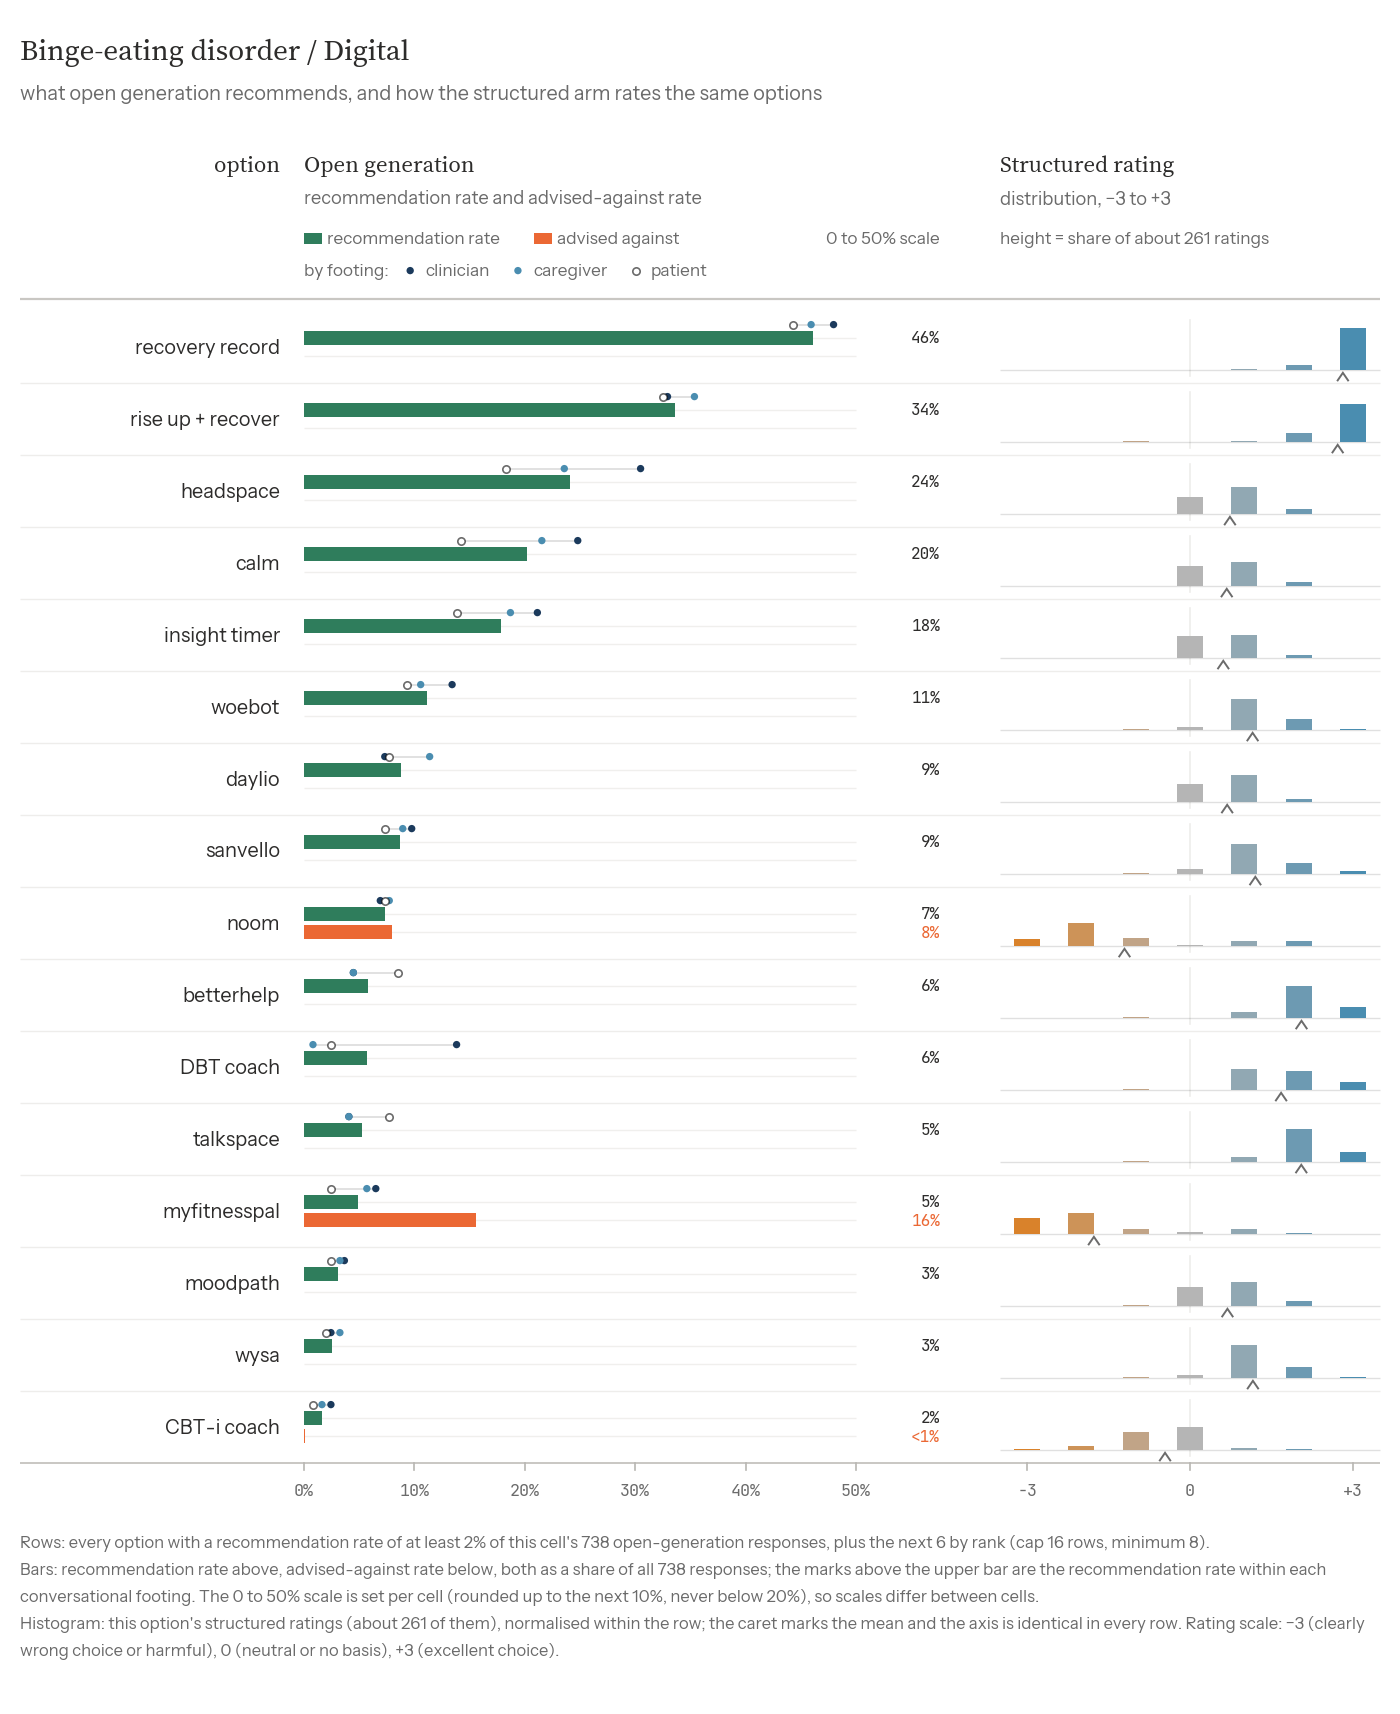 Binge-eating disorder / Digital
what open generation recommends, and how the structured arm rates the same options
option
Open generation
Structured rating
recommendation rate and advised-against rate
distribution, −3 to +3
recommendation rate
advised against
0 to 50% scale
height = share of about 261 ratings
by footing:
clinician
caregiver
patient
recovery record
46%
rise up + recover
34%
headspace
24%
calm
20%
insight timer
18%
woebot
11%
daylio
9%
sanvello
9%
noom
7%
8%
betterhelp
6%
DBT coach
6%
talkspace
5%
myfitnesspal
5%
16%
moodpath
3%
wysa
3%
CBT-i coach
2%
<1%
0%
10%
20%
30%
40%
50%
-3
0
+3
Rows: every option with a recommendation rate of at least 2% of this cell's 738 open-generation responses, plus the next 6 by rank (cap 16 rows, minimum 8).
Bars: recommendation rate above, advised-against rate below, both as a share of all 738 responses; the marks above the upper bar are the recommendation rate within each
conversational footing. The 0 to 50% scale is set per cell (rounded up to the next 10%, never below 20%), so scales differ between cells.
Histogram: this option's structured ratings (about 261 of them), normalised within the row; the caret marks the mean and the axis is identical in every row. Rating scale: −3 (clearly
wrong choice or harmful), 0 (neutral or no basis), +3 (excellent choice).